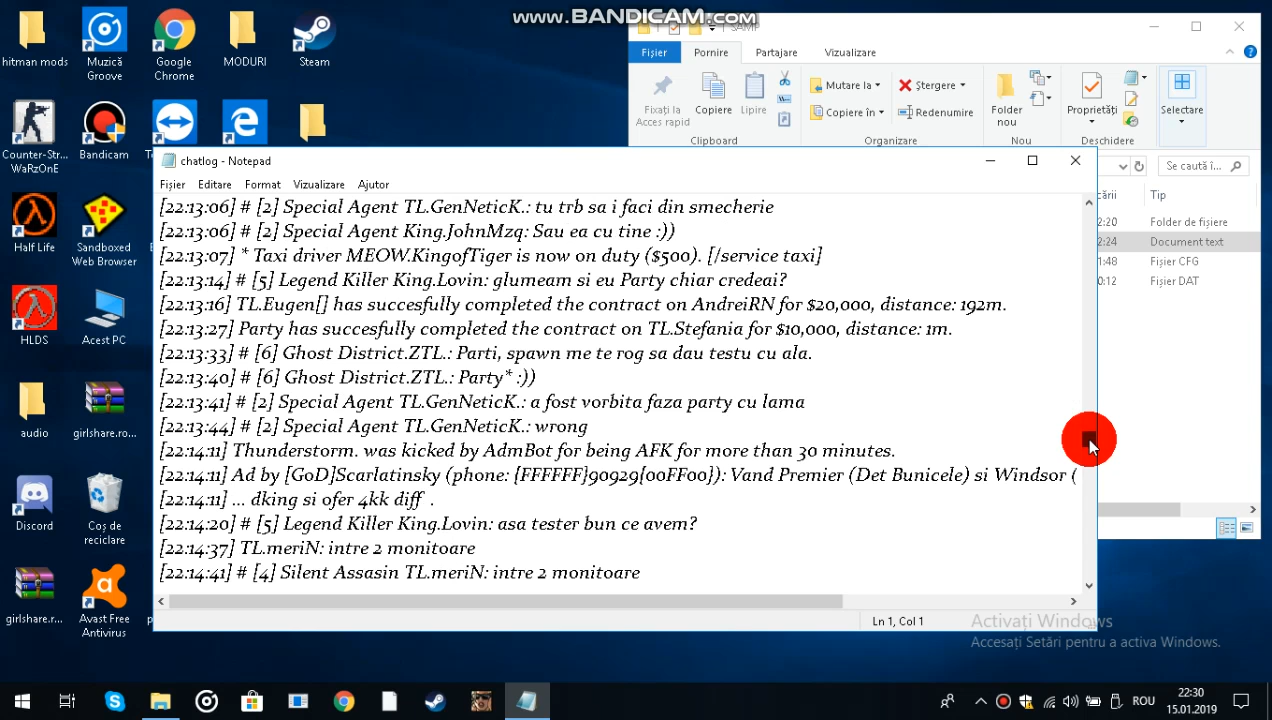 www.BANDICAM.com
hitman mods
Muzică
Groove
Google
Chrome
MODURI
Steam
Counter-Str...
WaRzOnE
Bandicam
Half Life
Sandboxed
Web Browser
HLDS
Acest PC
audio
girlshare.ro...
Discord
Coș de
reciclare
girlshare.r...
Avast Free
Antivirus
SAMP
Fișier
Pornire
Partajare
Vizualizare
Fixați la
Acces rapid
Copiere
Lipire
Mutare la
Copiere în
Ștergere
Redenumire
Folder
nou
Proprietăți
Selectare
Clipboard
Organizare
Nou
Deschidere
Se caută î...
cării
Tip
2:20
Folder de fișiere
2:24
Document text
1:48
Fișier CFG
0:12
Fișier DAT
chatlog - Notepad
Fișier Editare Format Vizualizare Ajutor
[22:13:06] # [2] Special Agent TL.GenNeticK.: tu trb sa i faci din smecherie
[22:13:06] # [2] Special Agent King.JohnMzq: Sau ea cu tine :))
[22:13:07] * Taxi driver MEOW.KingofTiger is now on duty ($500). [/service taxi]
[22:13:14] # [5] Legend Killer King.Lovin: glumeam si eu Party chiar credeai?
[22:13:16] TL.Eugen[] has succesfully completed the contract on AndreiRN for $20,000, distance: 192m.
[22:13:27] Party has succesfully completed the contract on TL.Stefania for $10,000, distance: 1m.
[22:13:33] # [6] Ghost District.ZTL.: Parti, spawn me te rog sa dau testu cu ala.
[22:13:40] # [6] Ghost District.ZTL.: Party* :))
[22:13:41] # [2] Special Agent TL.GenNeticK.: a fost vorbita faza party cu lama
[22:13:44] # [2] Special Agent TL.GenNeticK.: wrong
[22:14:11] Thunderstorm. was kicked by AdmBot for being AFK for more than 30 minutes.
[22:14:11] Ad by [GoD]Scarlatinsky (phone: {FFFFFF}90929{00FF00}): Vand Premier (Det Bunicele) si Windsor (
[22:14:11] ... dking si ofer 4kk diff .
[22:14:20] # [5] Legend Killer King.Lovin: asa tester bun ce avem?
[22:14:37] TL.meriN: intre 2 monitoare
[22:14:41] # [4] Silent Assasin TL.meriN: intre 2 monitoare
Ln 1, Col 1
Activați Windows
Accesați Setări pentru a activa Windows.
ROU
22:30
15.01.2019